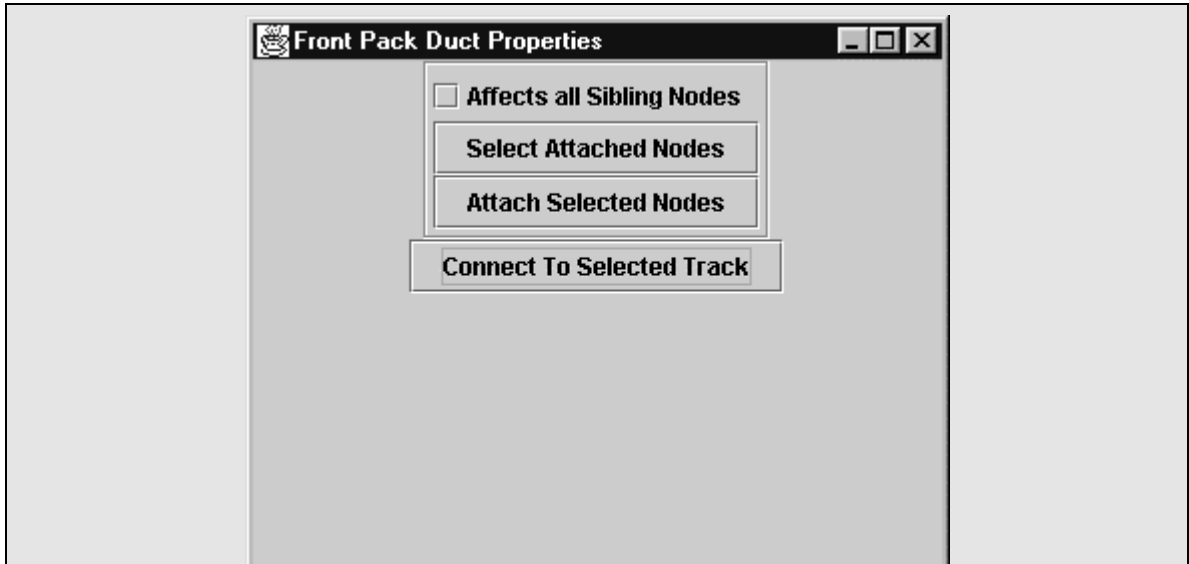 Front Pack Duct Properties
Affects all Sibling Nodes
Select Attached Nodes
Attach Selected Nodes
Connect To Selected Track